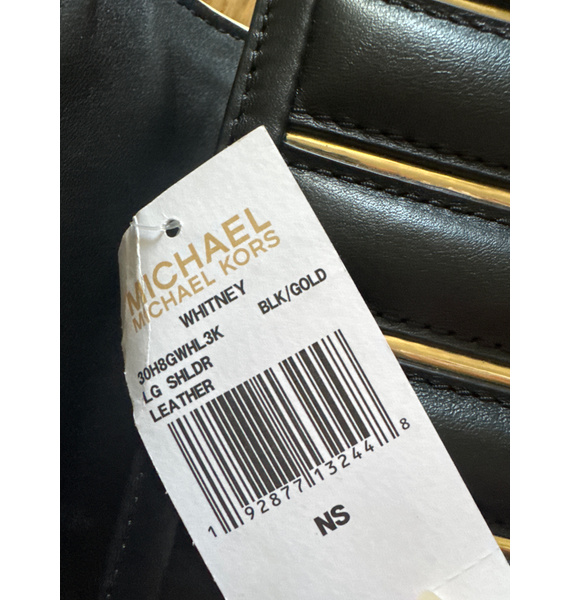 MICHAEL
MICHAEL KORS
WHITNEY
30H8GWHL3K BLK/GOLD
LG SHLDR
LEATHER
1 92877 13244 8
NS